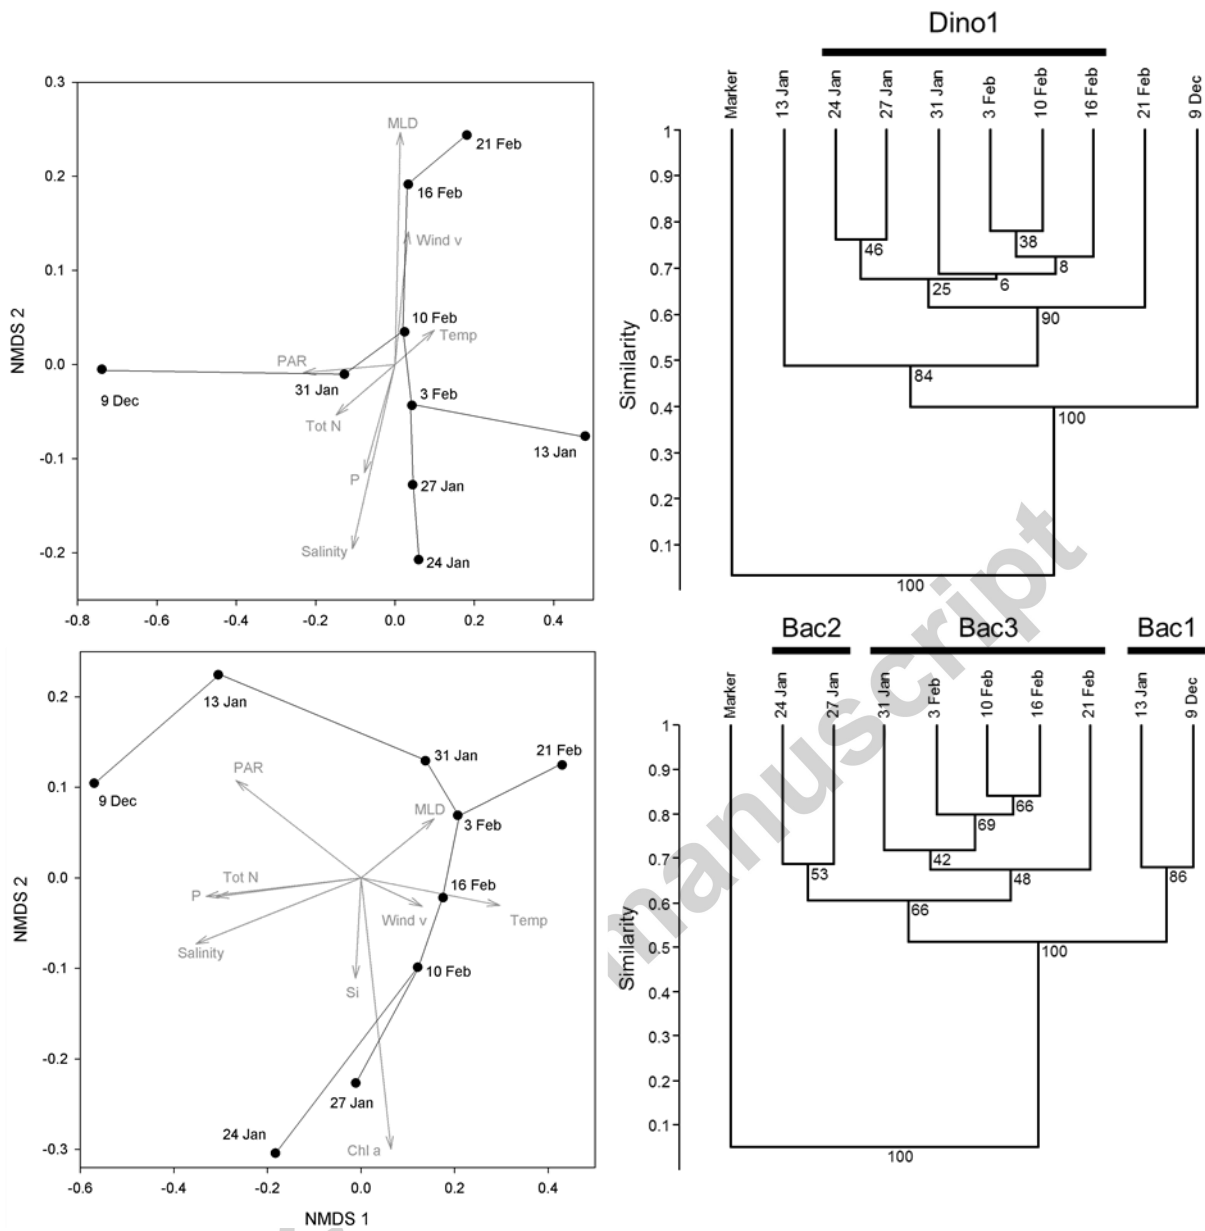 Dino1
Marker
13 Jan
24 Jan
27 Jan
31 Jan
3 Feb
10 Feb
16 Feb
21 Feb
9 Dec
0.3
0.2
0.1
0.0
-0.1
-0.2
NMDS 2
-0.8
-0.6
-0.4
-0.2
0.0
0.2
0.4
MLD
21 Feb
16 Feb
Wind v
10 Feb
Temp
PAR
31 Jan
9 Dec
3 Feb
Tot N
13 Jan
P
27 Jan
Salinity
24 Jan
Similarity
1
0.9
0.8
0.7
0.6
0.5
0.4
0.3
0.2
0.1
46
38
8
25
6
90
84
100
100
Bac2
Bac3
Bac1
Marker
24 Jan
27 Jan
31 Jan
3 Feb
10 Feb
16 Feb
21 Feb
13 Jan
9 Dec
0.2
0.1
0.0
-0.1
-0.2
-0.3
NMDS 2
-0.6
-0.4
-0.2
0.0
0.2
0.4
NMDS 1
13 Jan
31 Jan
21 Feb
PAR
9 Dec
MLD
3 Feb
Tot N
P
16 Feb
Wind v
Temp
Salinity
10 Feb
Si
27 Jan
24 Jan
Chl a
Similarity
1
0.9
0.8
0.7
0.6
0.5
0.4
0.3
0.2
0.1
66
69
42
53
48
86
66
100
100
manuscript